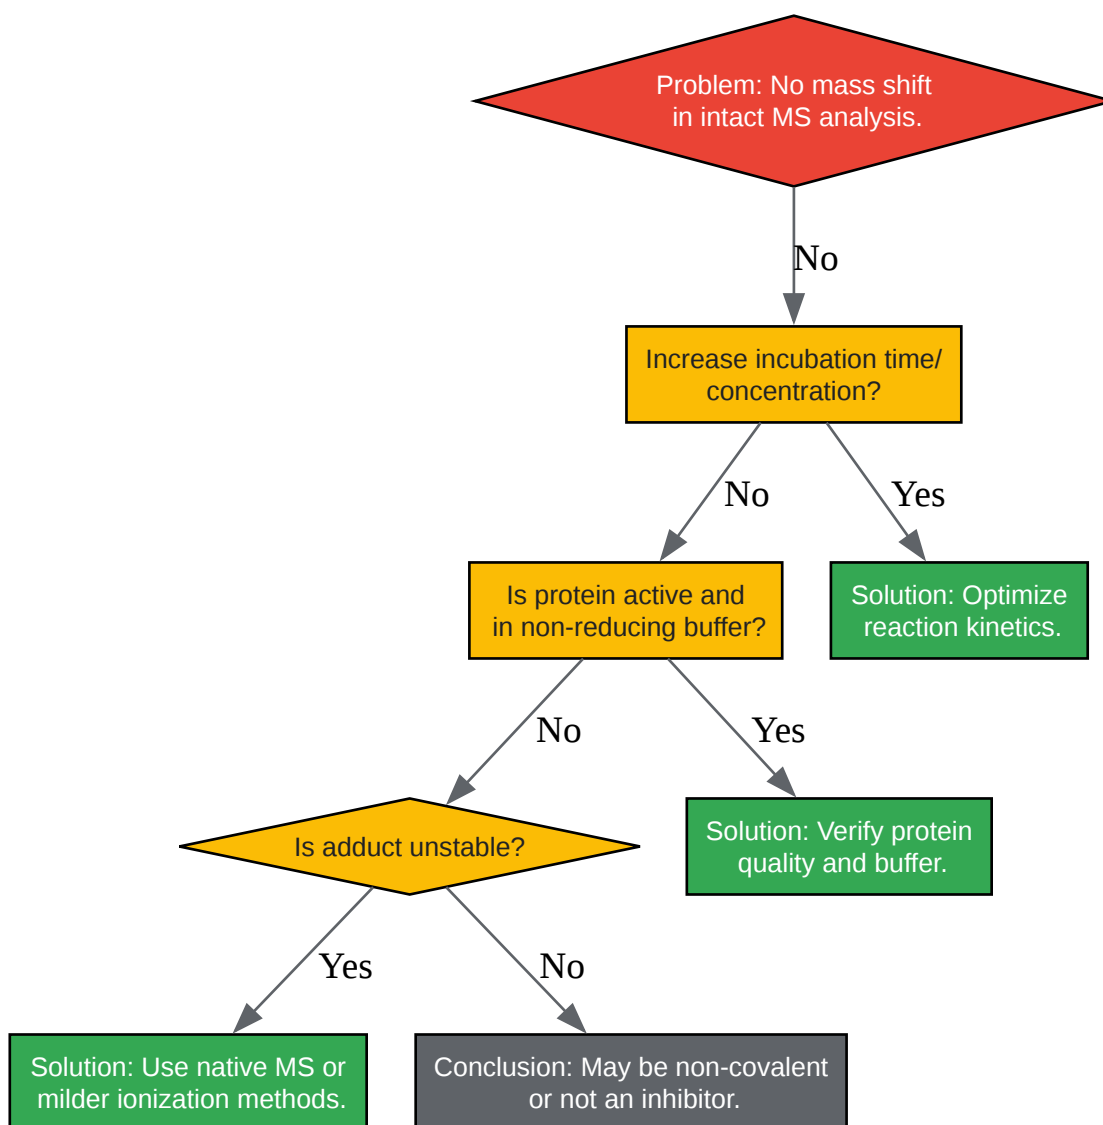 Problem: No mass shift
in intact MS analysis.
No
Increase incubation time/
concentration?
No
Yes
Is protein active and
in non-reducing buffer?
Solution: Optimize
reaction kinetics.
No
Yes
Is adduct unstable?
Solution: Verify protein
quality and buffer.
Yes
No
Solution: Use native MS or
milder ionization methods.
Conclusion: May be non-covalent
or not an inhibitor.